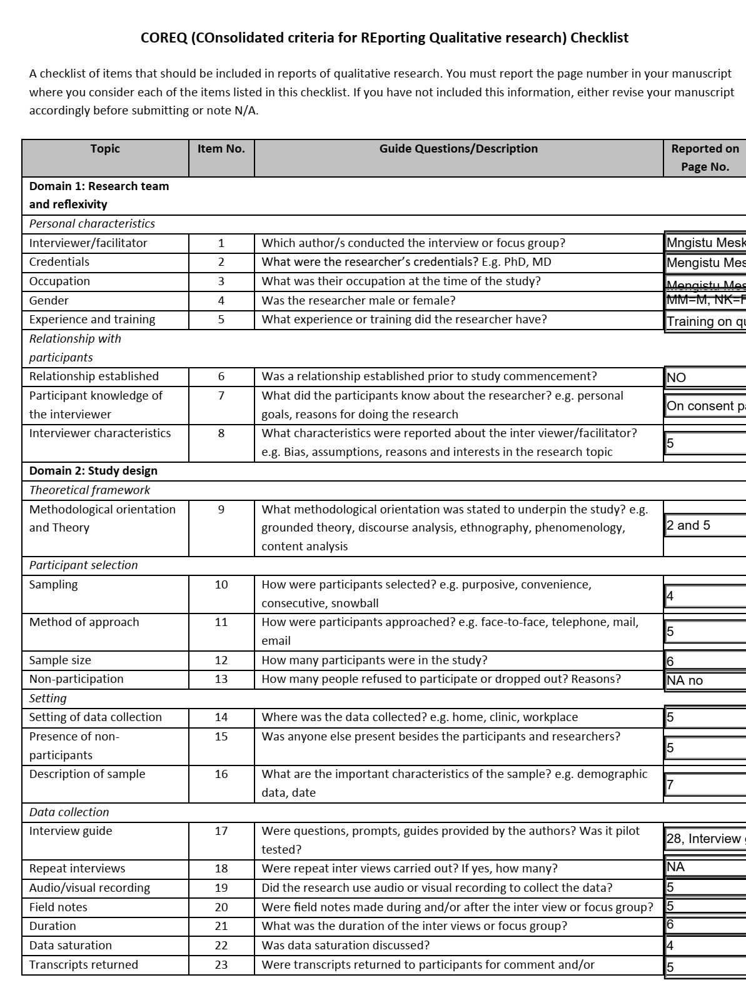 COREQ (COnsolidated criteria for REporting Qualitative research) Checklist
A checklist of items that should be included in reports of qualitative research. You must report the page number in your manuscript
where you consider each of the items listed in this checklist. If you have not included this information, either revise your manuscript
accordingly before submitting or note N/A.
Topic Item No. Guide Questions/Description Reported on
Page No.
Domain 1: Research team
and reflexivity
Personal characteristics
Interviewer/facilitator 1 Which author/s conducted the interview or focus group? Mngistu Mesk
Credentials 2 What were the researcher's credentials? E.g. PhD, MD Mengistu Mes
Occupation 3 What was their occupation at the time of the study? Mengistu Mes
Gender 4 Was the researcher male or female? MM=M, NK=F
Experience and training 5 What experience or training did the researcher have? Training on qu
Relationship with
participants
Relationship established 6 Was a relationship established prior to study commencement? NO
Participant knowledge of 7 What did the participants know about the researcher? e.g. personal
the interviewer goals, reasons for doing the research On consent pa
Interviewer characteristics 8 What characteristics were reported about the inter viewer/facilitator?
e.g. Bias, assumptions, reasons and interests in the research topic 5
Domain 2: Study design
Theoretical framework
Methodological orientation 9 What methodological orientation was stated to underpin the study? e.g.
and Theory grounded theory, discourse analysis, ethnography, phenomenology, 2 and 5
content analysis
Participant selection
Sampling 10 How were participants selected? e.g. purposive, convenience,
consecutive, snowball 4
Method of approach 11 How were participants approached? e.g. face-to-face, telephone, mail,
email 5
Sample size 12 How many participants were in the study? 6
Non-participation 13 How many people refused to participate or dropped out? Reasons? NA no
Setting
Setting of data collection 14 Where was the data collected? e.g. home, clinic, workplace 5
Presence of non- 15 Was anyone else present besides the participants and researchers?
participants 5
Description of sample 16 What are the important characteristics of the sample? e.g. demographic
data, date 7
Data collection
Interview guide 17 Were questions, prompts, guides provided by the authors? Was it pilot
tested? 28, Interview g
Repeat interviews 18 Were repeat inter views carried out? If yes, how many? NA
Audio/visual recording 19 Did the research use audio or visual recording to collect the data? 5
Field notes 20 Were field notes made during and/or after the inter view or focus group? 5
Duration 21 What was the duration of the inter views or focus group? 6
Data saturation 22 Was data saturation discussed? 4
Transcripts returned 23 Were transcripts returned to participants for comment and/or 5